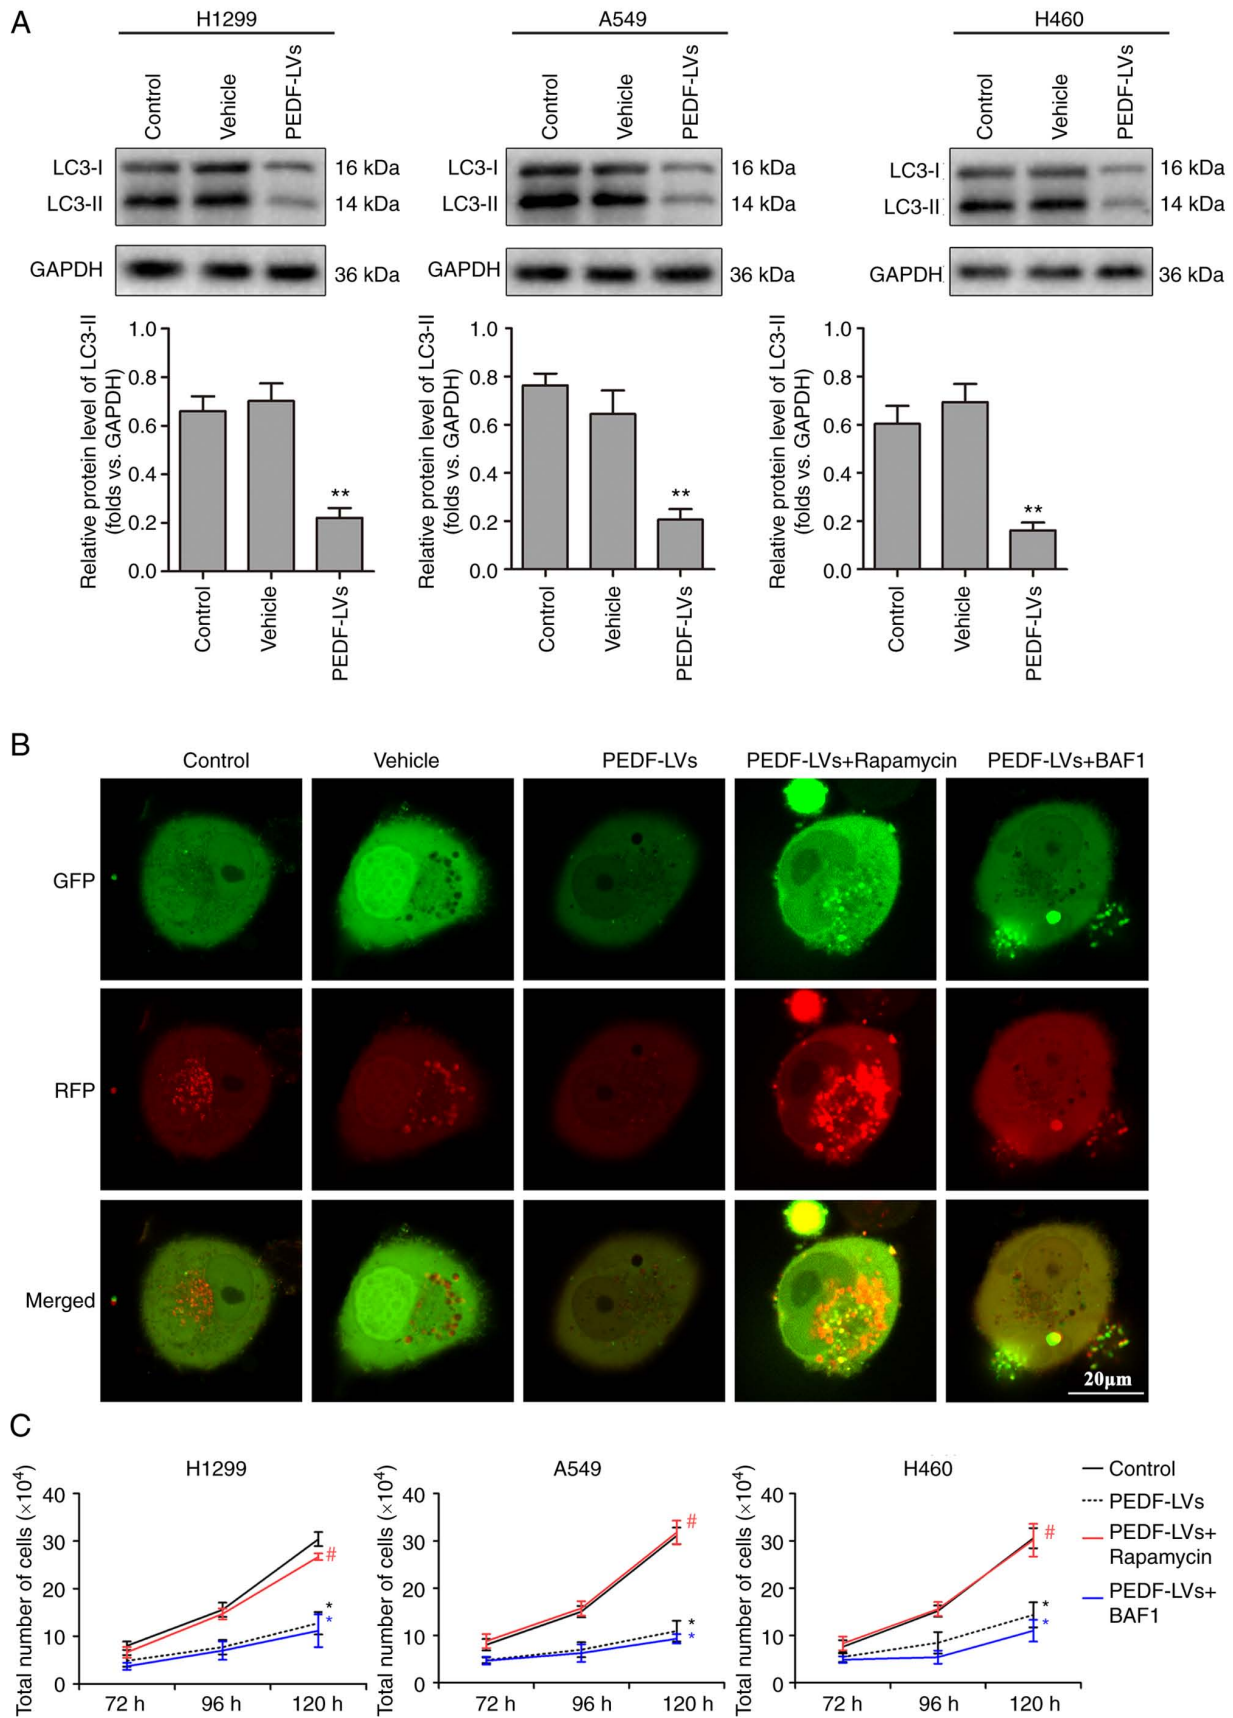 A
H1299
A549
H460
Control
Vehicle
PEDF-LVs
Control
Vehicle
PEDF-LVs
Control
Vehicle
PEDF-LVs
LC3-I
16 kDa
LC3-I
16 kDa
LC3-I
16 kDa
LC3-II
14 kDa
LC3-II
14 kDa
LC3-II
14 kDa
GAPDH
36 kDa
GAPDH
36 kDa
GAPDH
36 kDa
Relative protein level of LC3-II
(folds vs. GAPDH)
1.0
0.8
0.6
0.4
0.2
0.0
**
Control
Vehicle
PEDF-LVs
Relative protein level of LC3-II
(folds vs. GAPDH)
1.0
0.8
0.6
0.4
0.2
0.0
**
Control
Vehicle
PEDF-LVs
Relative protein level of LC3-II
(folds vs. GAPDH)
1.0
0.8
0.6
0.4
0.2
0.0
**
Control
Vehicle
PEDF-LVs
B
Control
Vehicle
PEDF-LVs
PEDF-LVs+Rapamycin
PEDF-LVs+BAF1
GFP
RFP
Merged
20μm
C
H1299
Total number of cells (×10⁴)
40
30
20
10
0
#
*
*
72 h
96 h
120 h
A549
Total number of cells (×10⁴)
40
30
20
10
0
#
*
*
72 h
96 h
120 h
H460
Total number of cells (×10⁴)
40
30
20
10
0
#
*
*
72 h
96 h
120 h
Control
PEDF-LVs
PEDF-LVs+
Rapamycin
PEDF-LVs+
BAF1